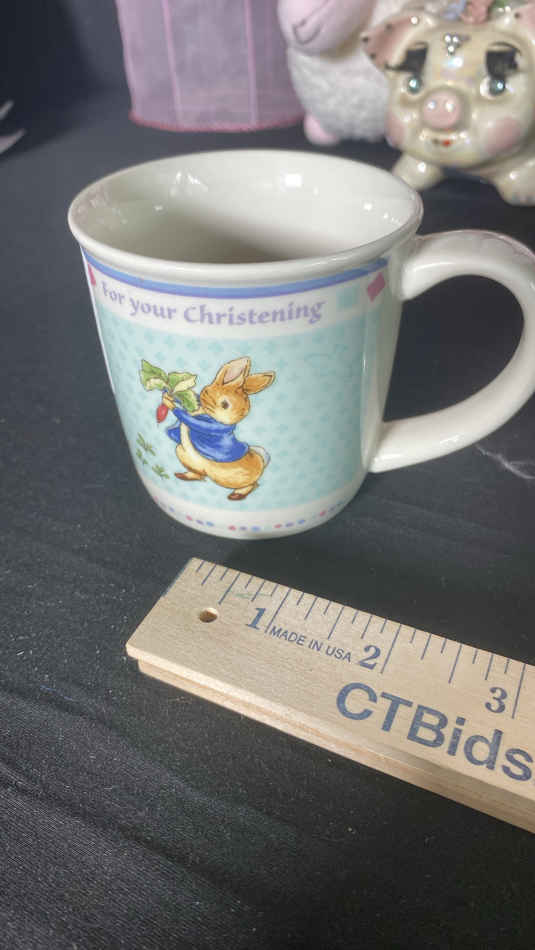 For your Christening
1
MADE IN USA
2
3
CTBids